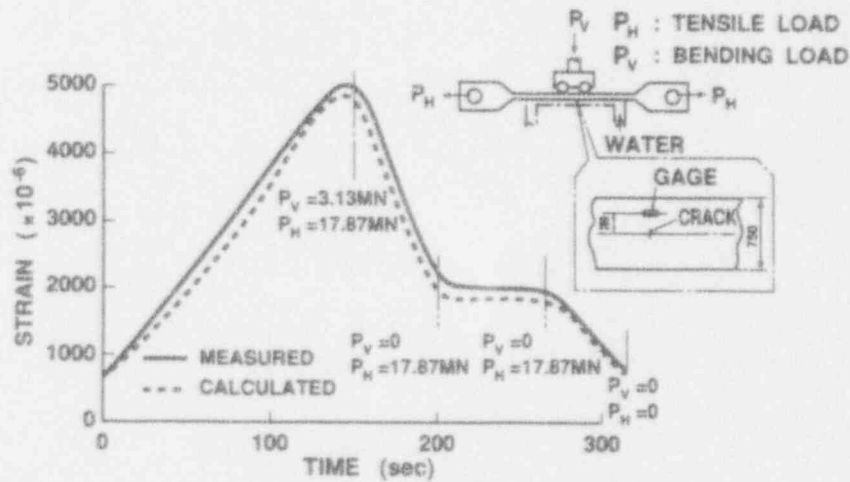 P_V P_H : TENSILE LOAD
P_V : BENDING LOAD
P_H P_H
WATER
GAGE
CRACK
750
STRAIN (×10⁻⁶)
5000
4000
3000
2000
1000
0
P_V=3.13MN
P_H=17.87MN
P_V=0
P_H=17.87MN
P_V=0
P_H=17.87MN
P_V=0
P_H=0
MEASURED
CALCULATED
0 100 200 300
TIME (sec)